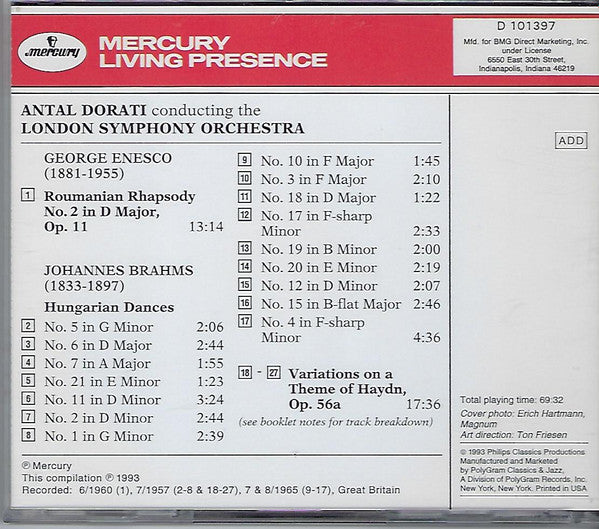 mercury
MERCURY
LIVING PRESENCE
D 101397
Mfd. for BMG Direct Marketing, Inc.
under License
6550 East 30th Street,
Indianapolis, Indiana 46219
ANTAL DORATI conducting the
LONDON SYMPHONY ORCHESTRA
GEORGE ENESCO
(1881-1955)
1 Roumanian Rhapsody
No. 2 in D Major,
Op. 11 13:14
JOHANNES BRAHMS
(1833-1897)
Hungarian Dances
2 No. 5 in G Minor 2:06
3 No. 6 in D Major 2:44
4 No. 7 in A Major 1:55
5 No. 21 in E Minor 1:23
6 No. 11 in D Minor 3:24
7 No. 2 in D Minor 2:44
8 No. 1 in G Minor 2:39
9 No. 10 in F Major 1:45
10 No. 3 in F Major 2:10
11 No. 18 in D Major 1:22
12 No. 17 in F-sharp
Minor 2:33
13 No. 19 in B Minor 2:00
14 No. 20 in E Minor 2:19
15 No. 12 in D Minor 2:07
16 No. 15 in B-flat Major 2:46
17 No. 4 in F-sharp
Minor 4:36
18 - 27 Variations on a
Theme of Haydn,
Op. 56a 17:36
(see booklet notes for track breakdown)
ADD
Total playing time: 69:32
Cover photo: Erich Hartmann,
Magnum
Art direction: Ton Friesen
© 1993 Philips Classics Productions
Manufactured and Marketed
by PolyGram Classics & Jazz,
A Division of PolyGram Records, Inc.
New York, New York. Printed in USA
℗ Mercury
This compilation ℗ 1993
Recorded: 6/1960 (1), 7/1957 (2-8 & 18-27), 7 & 8/1965 (9-17), Great Britain